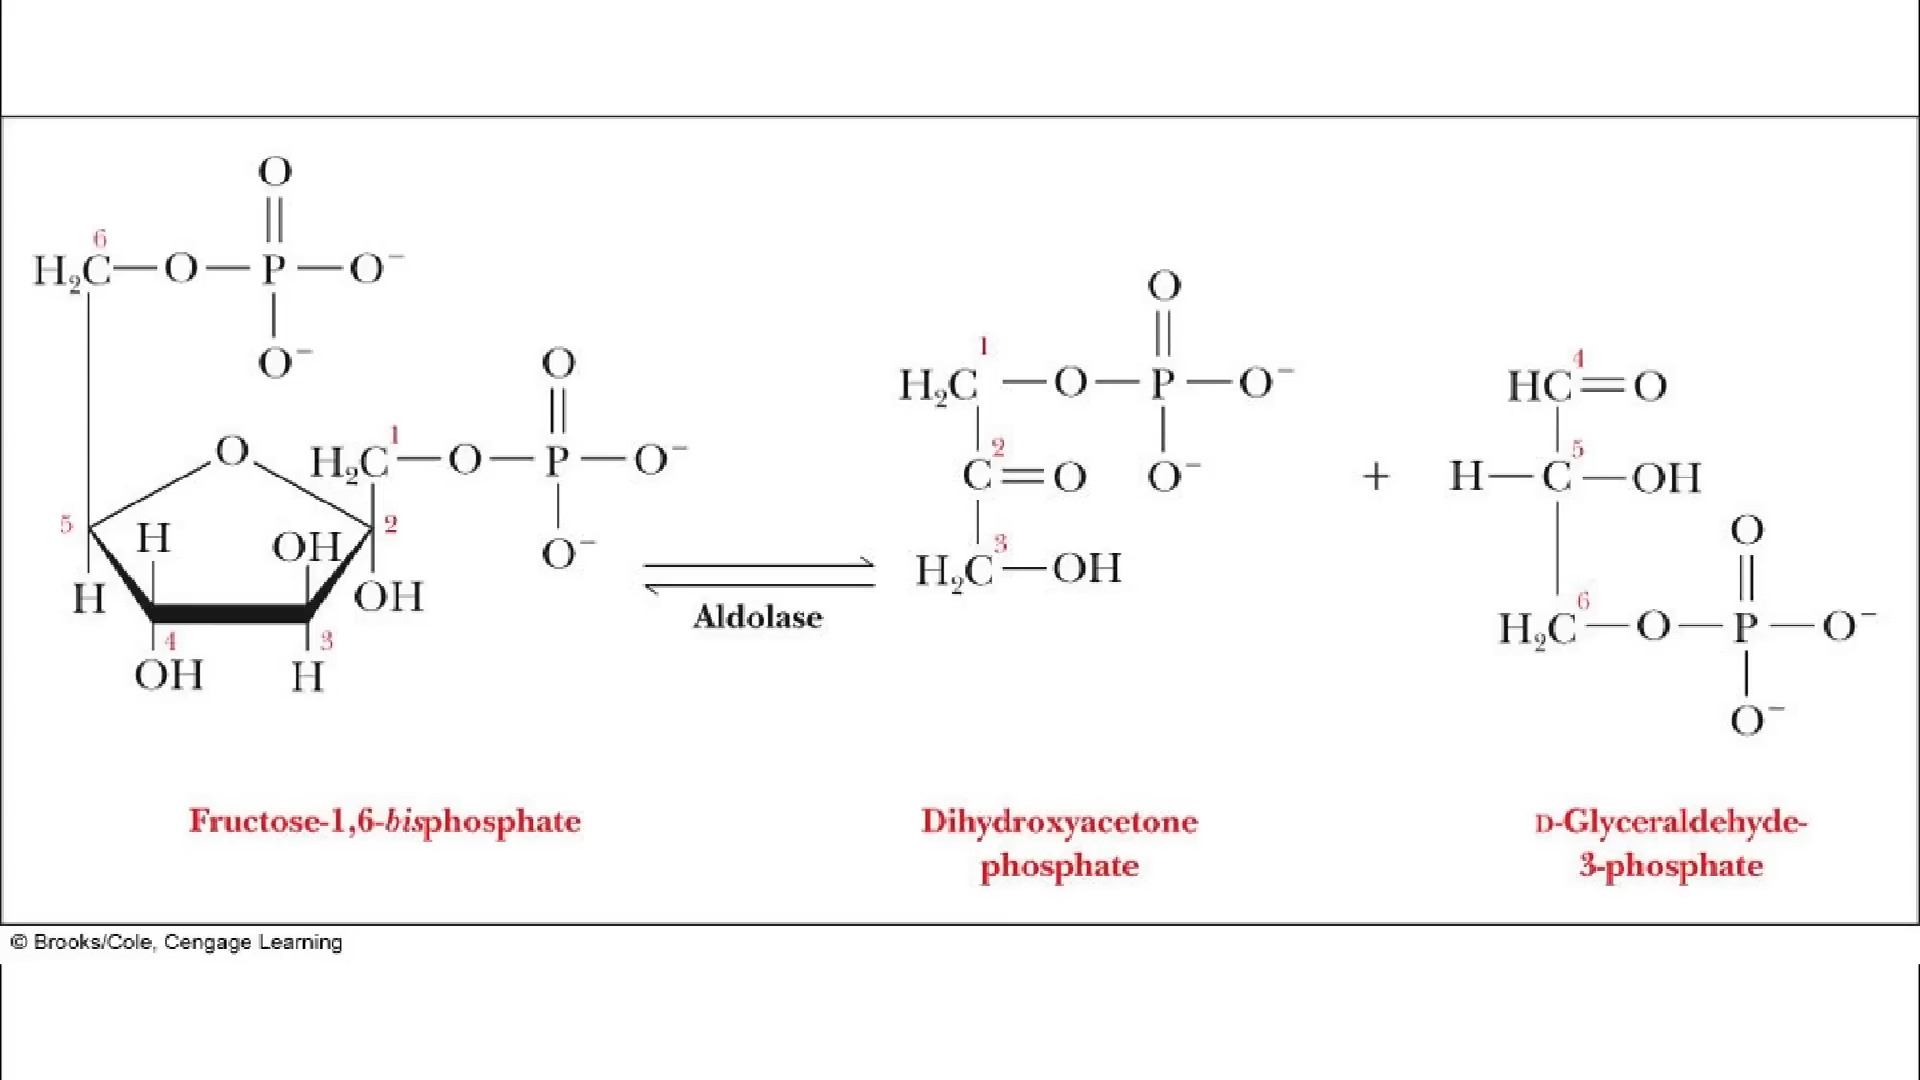 O
6
H₂C—O—P—O⁻
O⁻
O
1
H₂C—O—P—O⁻
O⁻
O
5
2
H
OH
H
OH
4
3
OH
H
Aldolase
O
1
H₂C—O—P—O⁻
2
C=O
O⁻
3
H₂C—OH
+
4
HC=O
5
H—C—OH
O
6
H₂C—O—P—O⁻
O⁻
Fructose-1,6-bisphosphate
Dihydroxyacetone
phosphate
D-Glyceraldehyde-
3-phosphate
© Brooks/Cole, Cengage Learning